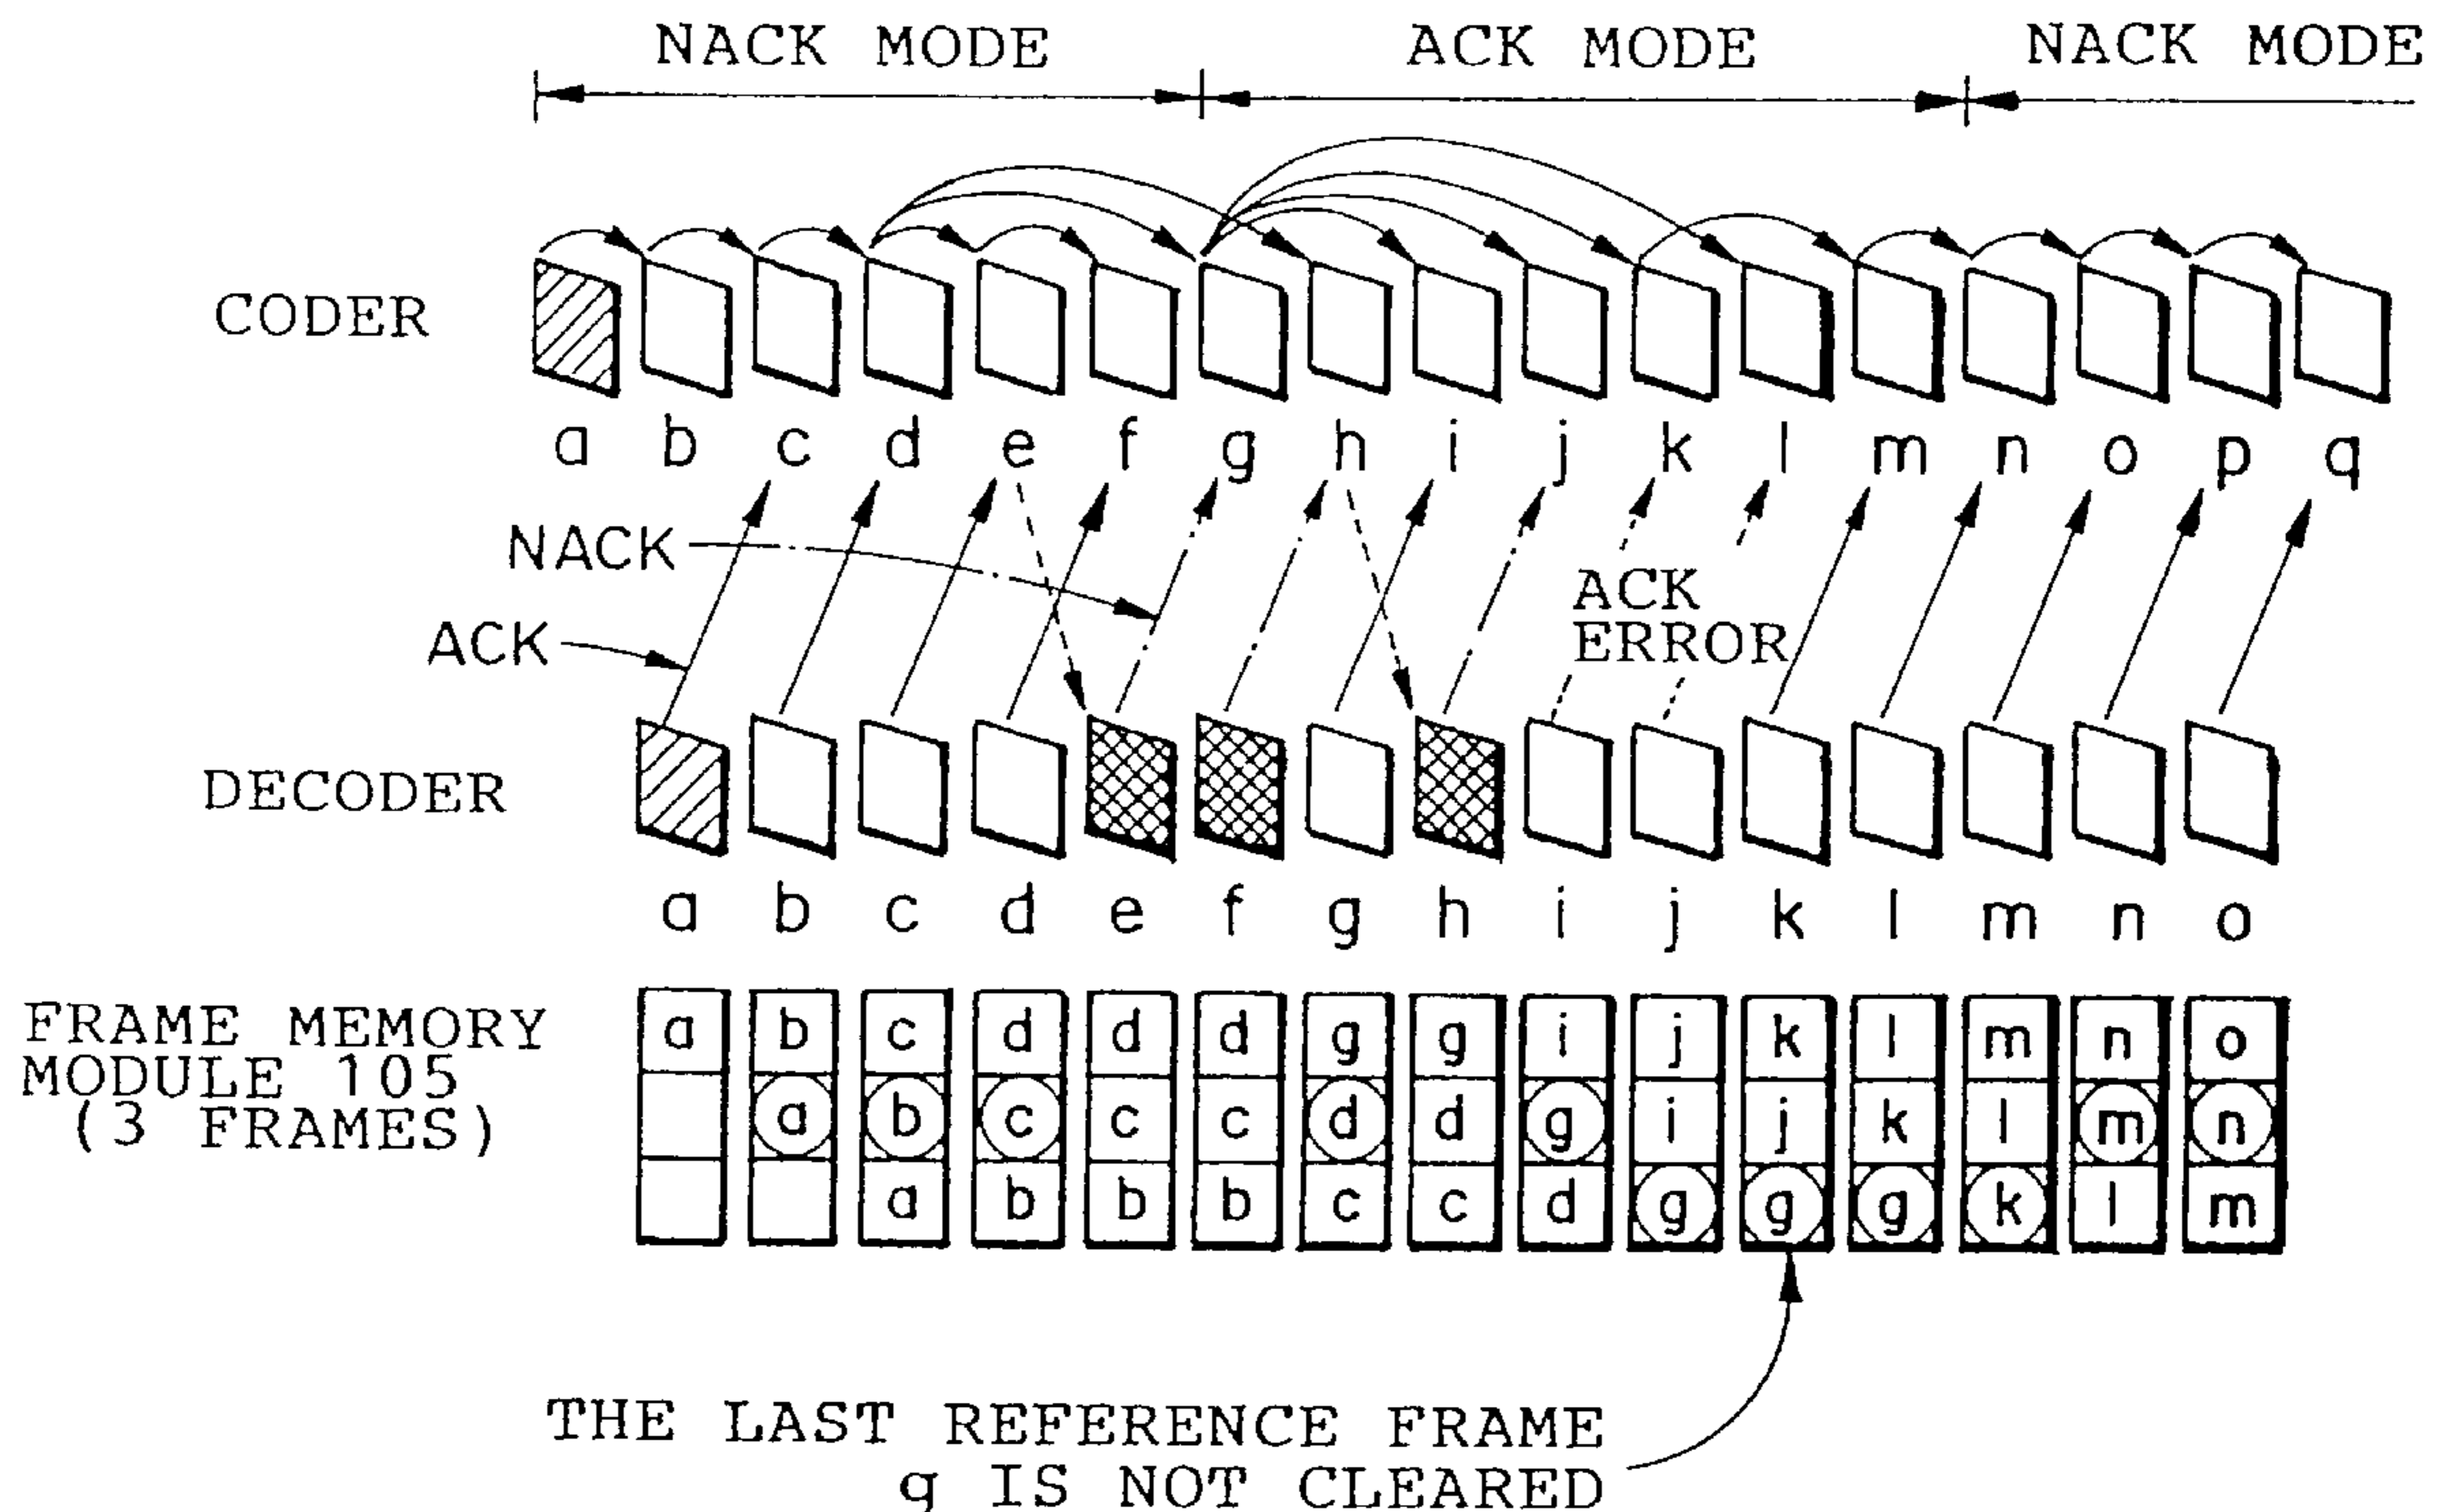 NACK MODE ACK MODE NACK MODE
CODER
a b c d e f g h i j k l m n o p q
NACK
ACK
ACK
ERROR
DECODER
a b c d e f g h i j k l m n o
FRAME MEMORY
MODULE 105
(3 FRAMES)
a b c d d d g g i j k l m n o
a b c c c d d g i j k l m n
a b b b c c d g g g k l m
THE LAST REFERENCE FRAME
q IS NOT CLEARED